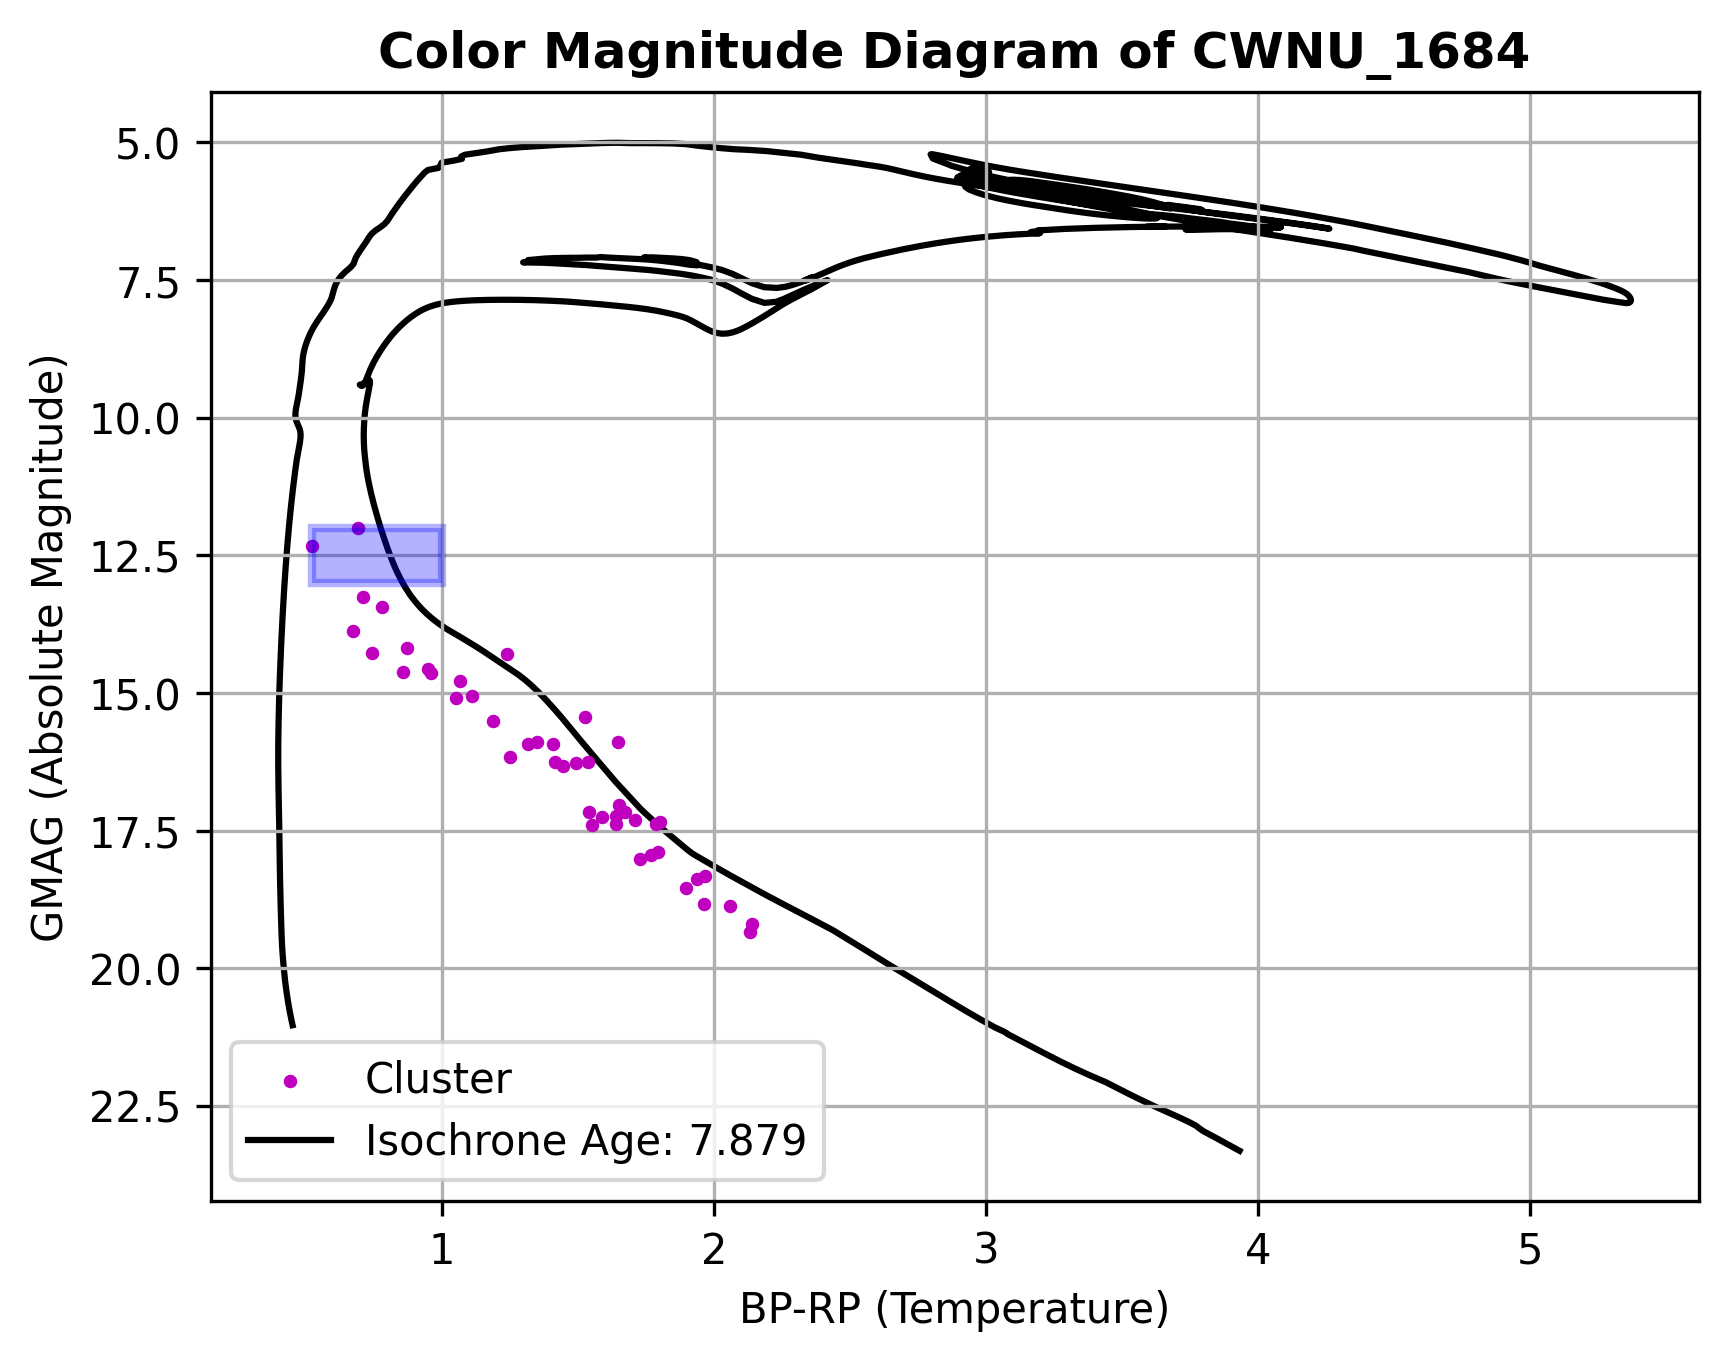 Color Magnitude Diagram of CWNU_1684
GMAG (Absolute Magnitude)
5.0
7.5
10.0
12.5
15.0
17.5
20.0
22.5
Cluster
Isochrone Age: 7.879
1 2 3 4 5
BP-RP (Temperature)